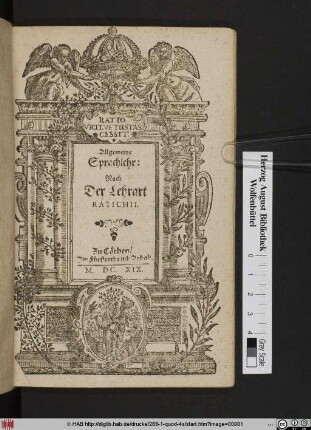 RATIO
VICIT, VETUSTAS
CESSIT.
Allgemeine
Sprachlehr:
Nach
Der Lehrart
RATICHII.
Zu Cöthen/
Im Fürstenthumb Anhalt.
M. DC. XIX.
Herzog August Bibliothek
Wolfenbüttel
0
1
2
3
4
Gray Scale
© HAB http://diglib.hab.de/drucke/289-1-quod-4s/start.htm?image=00001